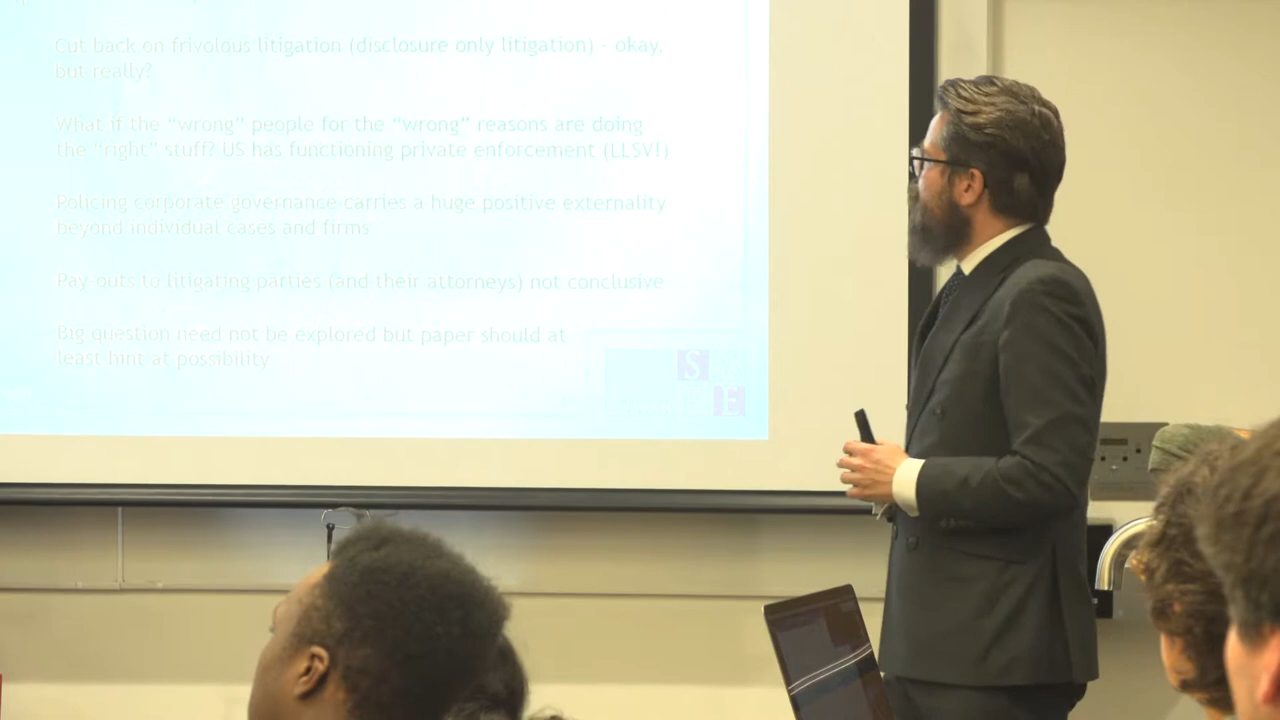 Cut back on frivolous litigation (disclosure only litigation) - okay,
but really?
What if the “wrong” people for the “wrong” reasons are doing
the “right” stuff? US has functioning private enforcement (LLSV!)
Policing corporate governance carries a huge positive externality
beyond individual cases and firms
Pay-outs to litigating parties (and their attorneys) not conclusive
Big question need not be explored but paper should at
least hint at possibility
S
E